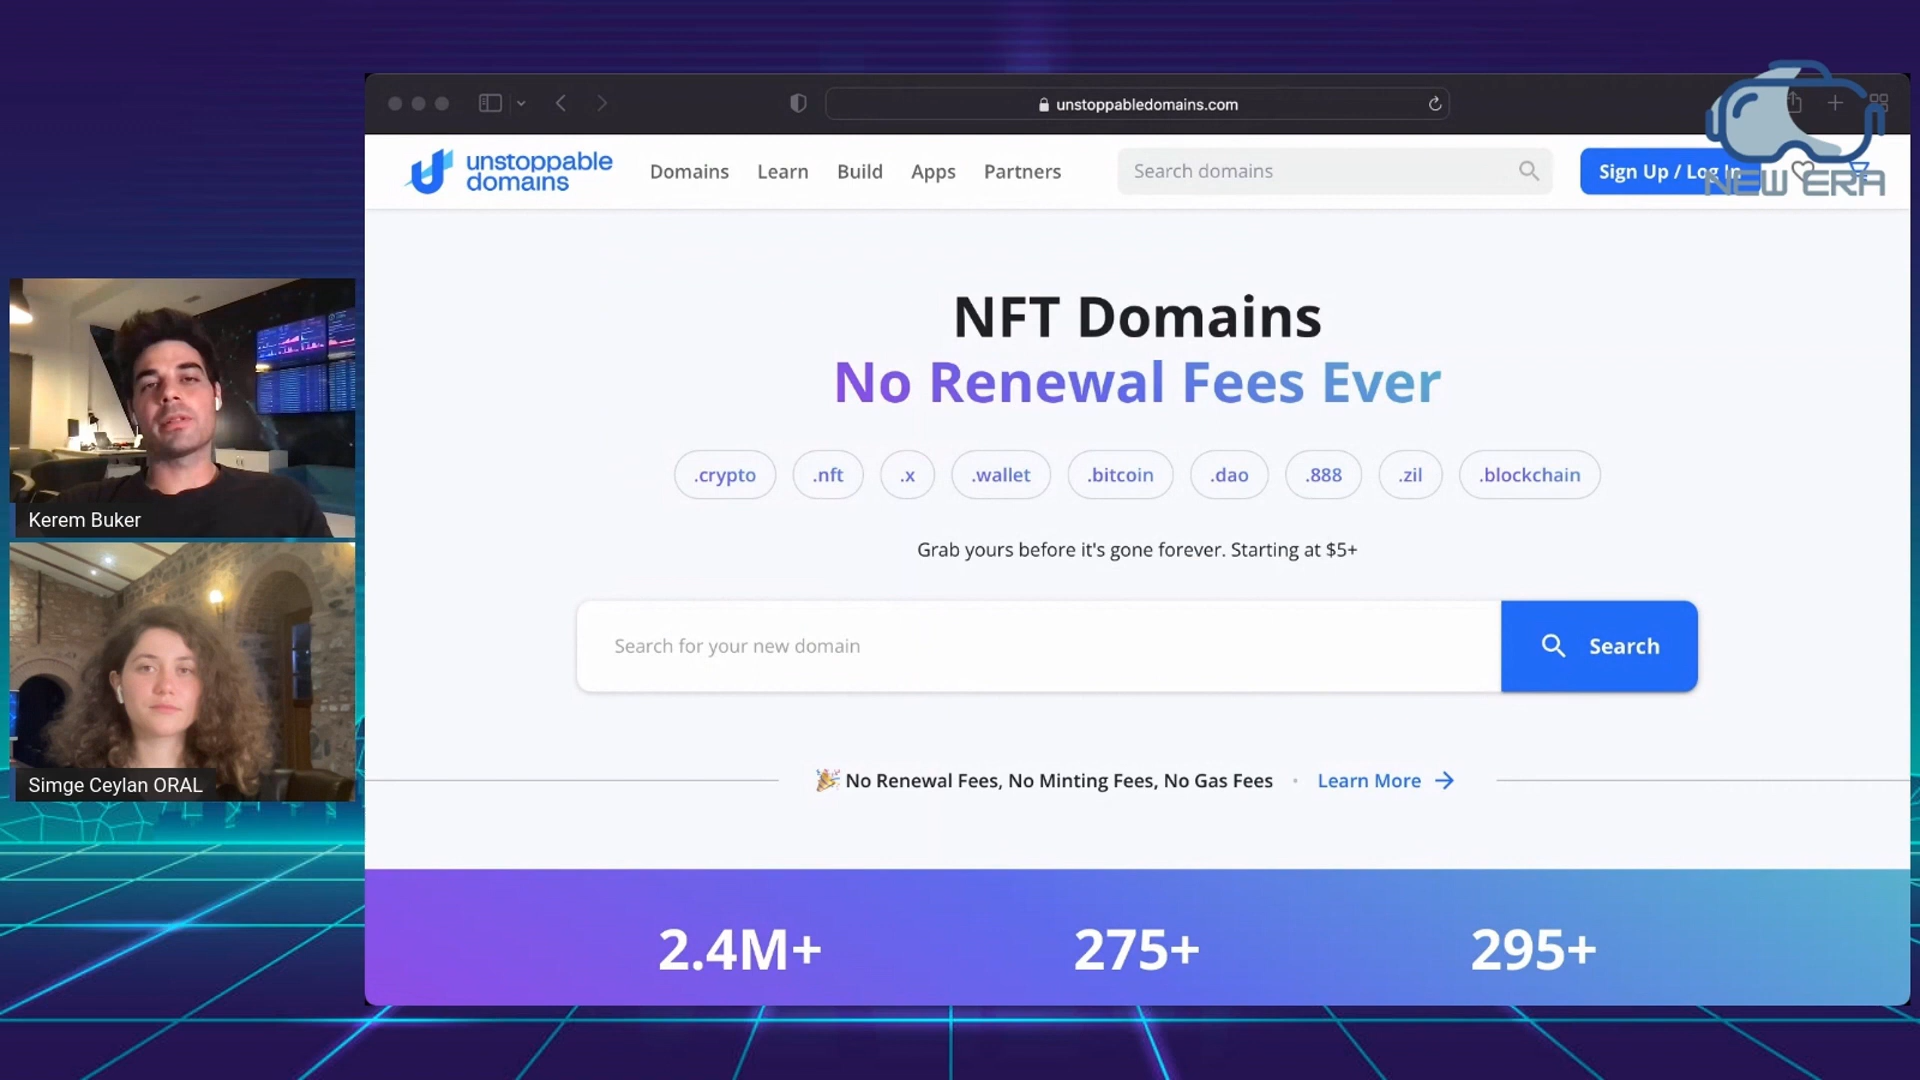 unstoppabledomains.com
unstoppable
domains
Domains Learn Build Apps Partners
Search domains
Sign Up / Log In
NEW ERA
NFT Domains
No Renewal Fees Ever
.crypto .nft .x .wallet .bitcoin .dao .888 .zil .blockchain
Grab yours before it's gone forever. Starting at $5+
Search for your new domain
Search
Kerem Buker
Simge Ceylan ORAL
No Renewal Fees, No Minting Fees, No Gas Fees • Learn More →
2.4M+ 275+ 295+